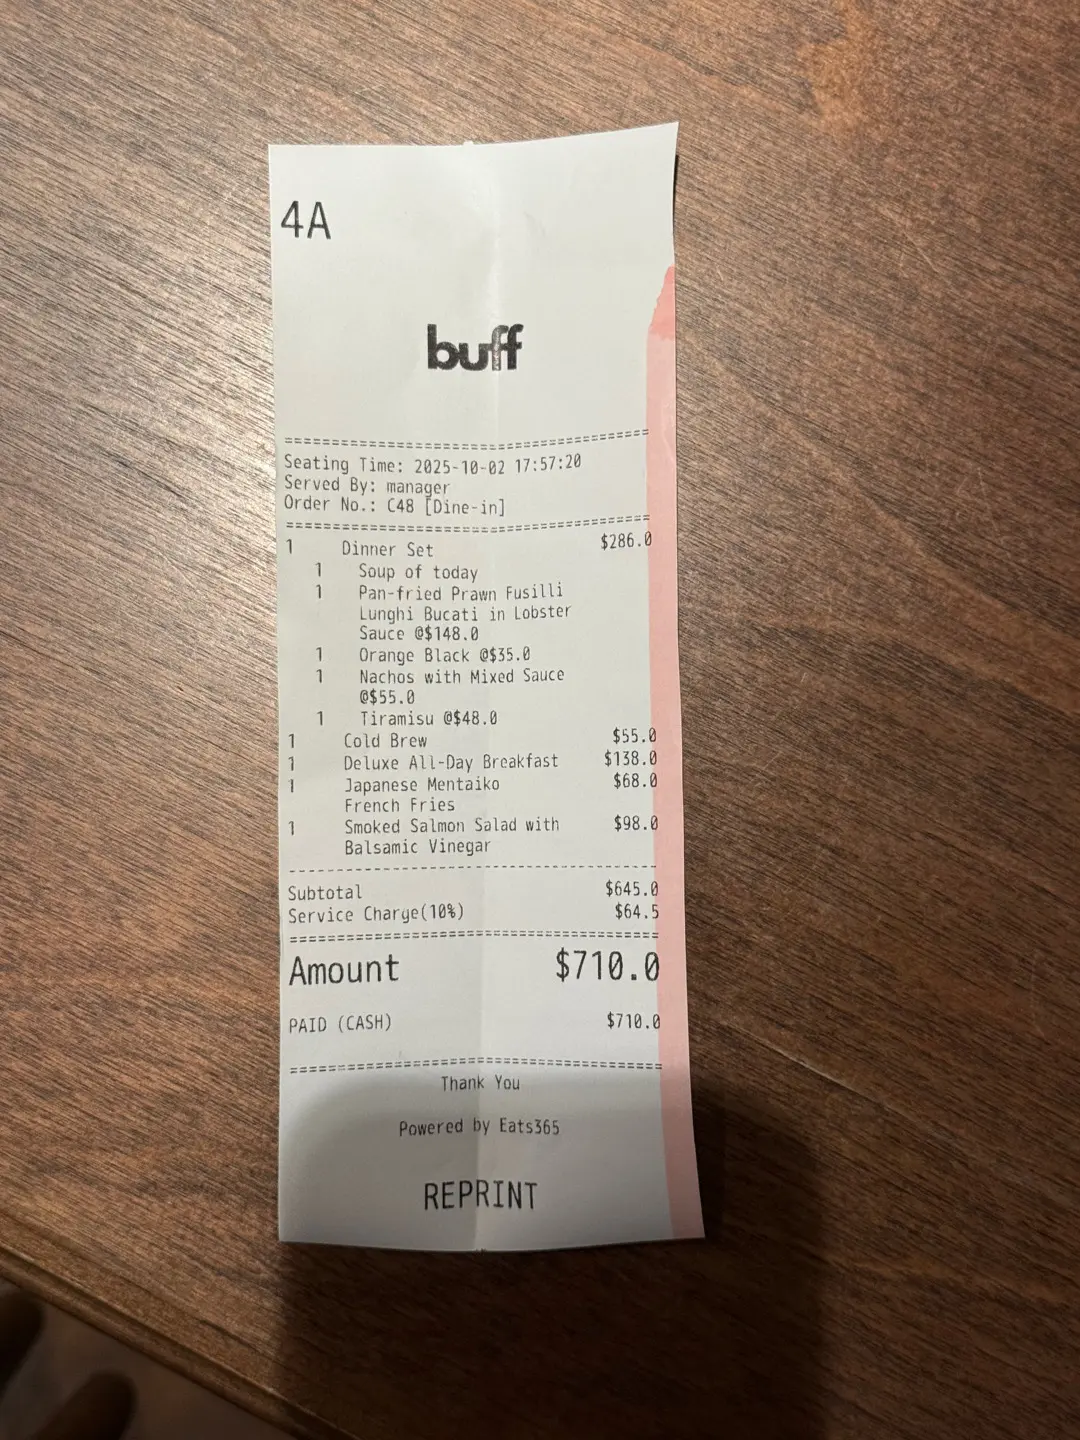 4A
buff
================================================
Seating Time: 2025-10-02 17:57:20
Served By: manager
Order No.: C48 [Dine-in]
================================================
1 Dinner Set $286.0
1 Soup of today
1 Pan-fried Prawn Fusilli
Lunghi Bucati in Lobster
Sauce @$148.0
1 Orange Black @$35.0
1 Nachos with Mixed Sauce
@$55.0
1 Tiramisu @$48.0
1 Cold Brew $55.0
1 Deluxe All-Day Breakfast $138.0
1 Japanese Mentaiko $68.0
French Fries
1 Smoked Salmon Salad with $98.0
Balsamic Vinegar
------------------------------------------------
Subtotal $645.0
Service Charge(10%) $64.5
================================================
Amount $710.0
PAID (CASH) $710.0
================================================
Thank You
Powered by Eats365
REPRINT